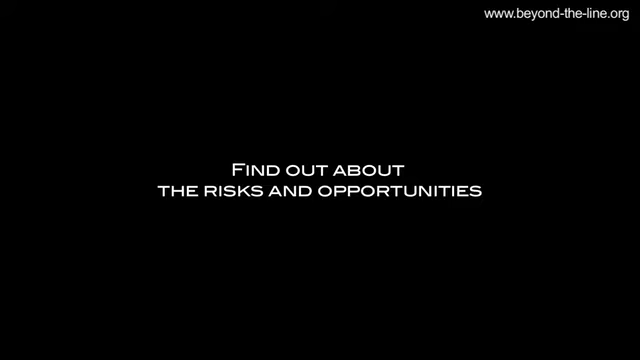 www.beyond-the-line.org
Find out about
the risks and opportunities